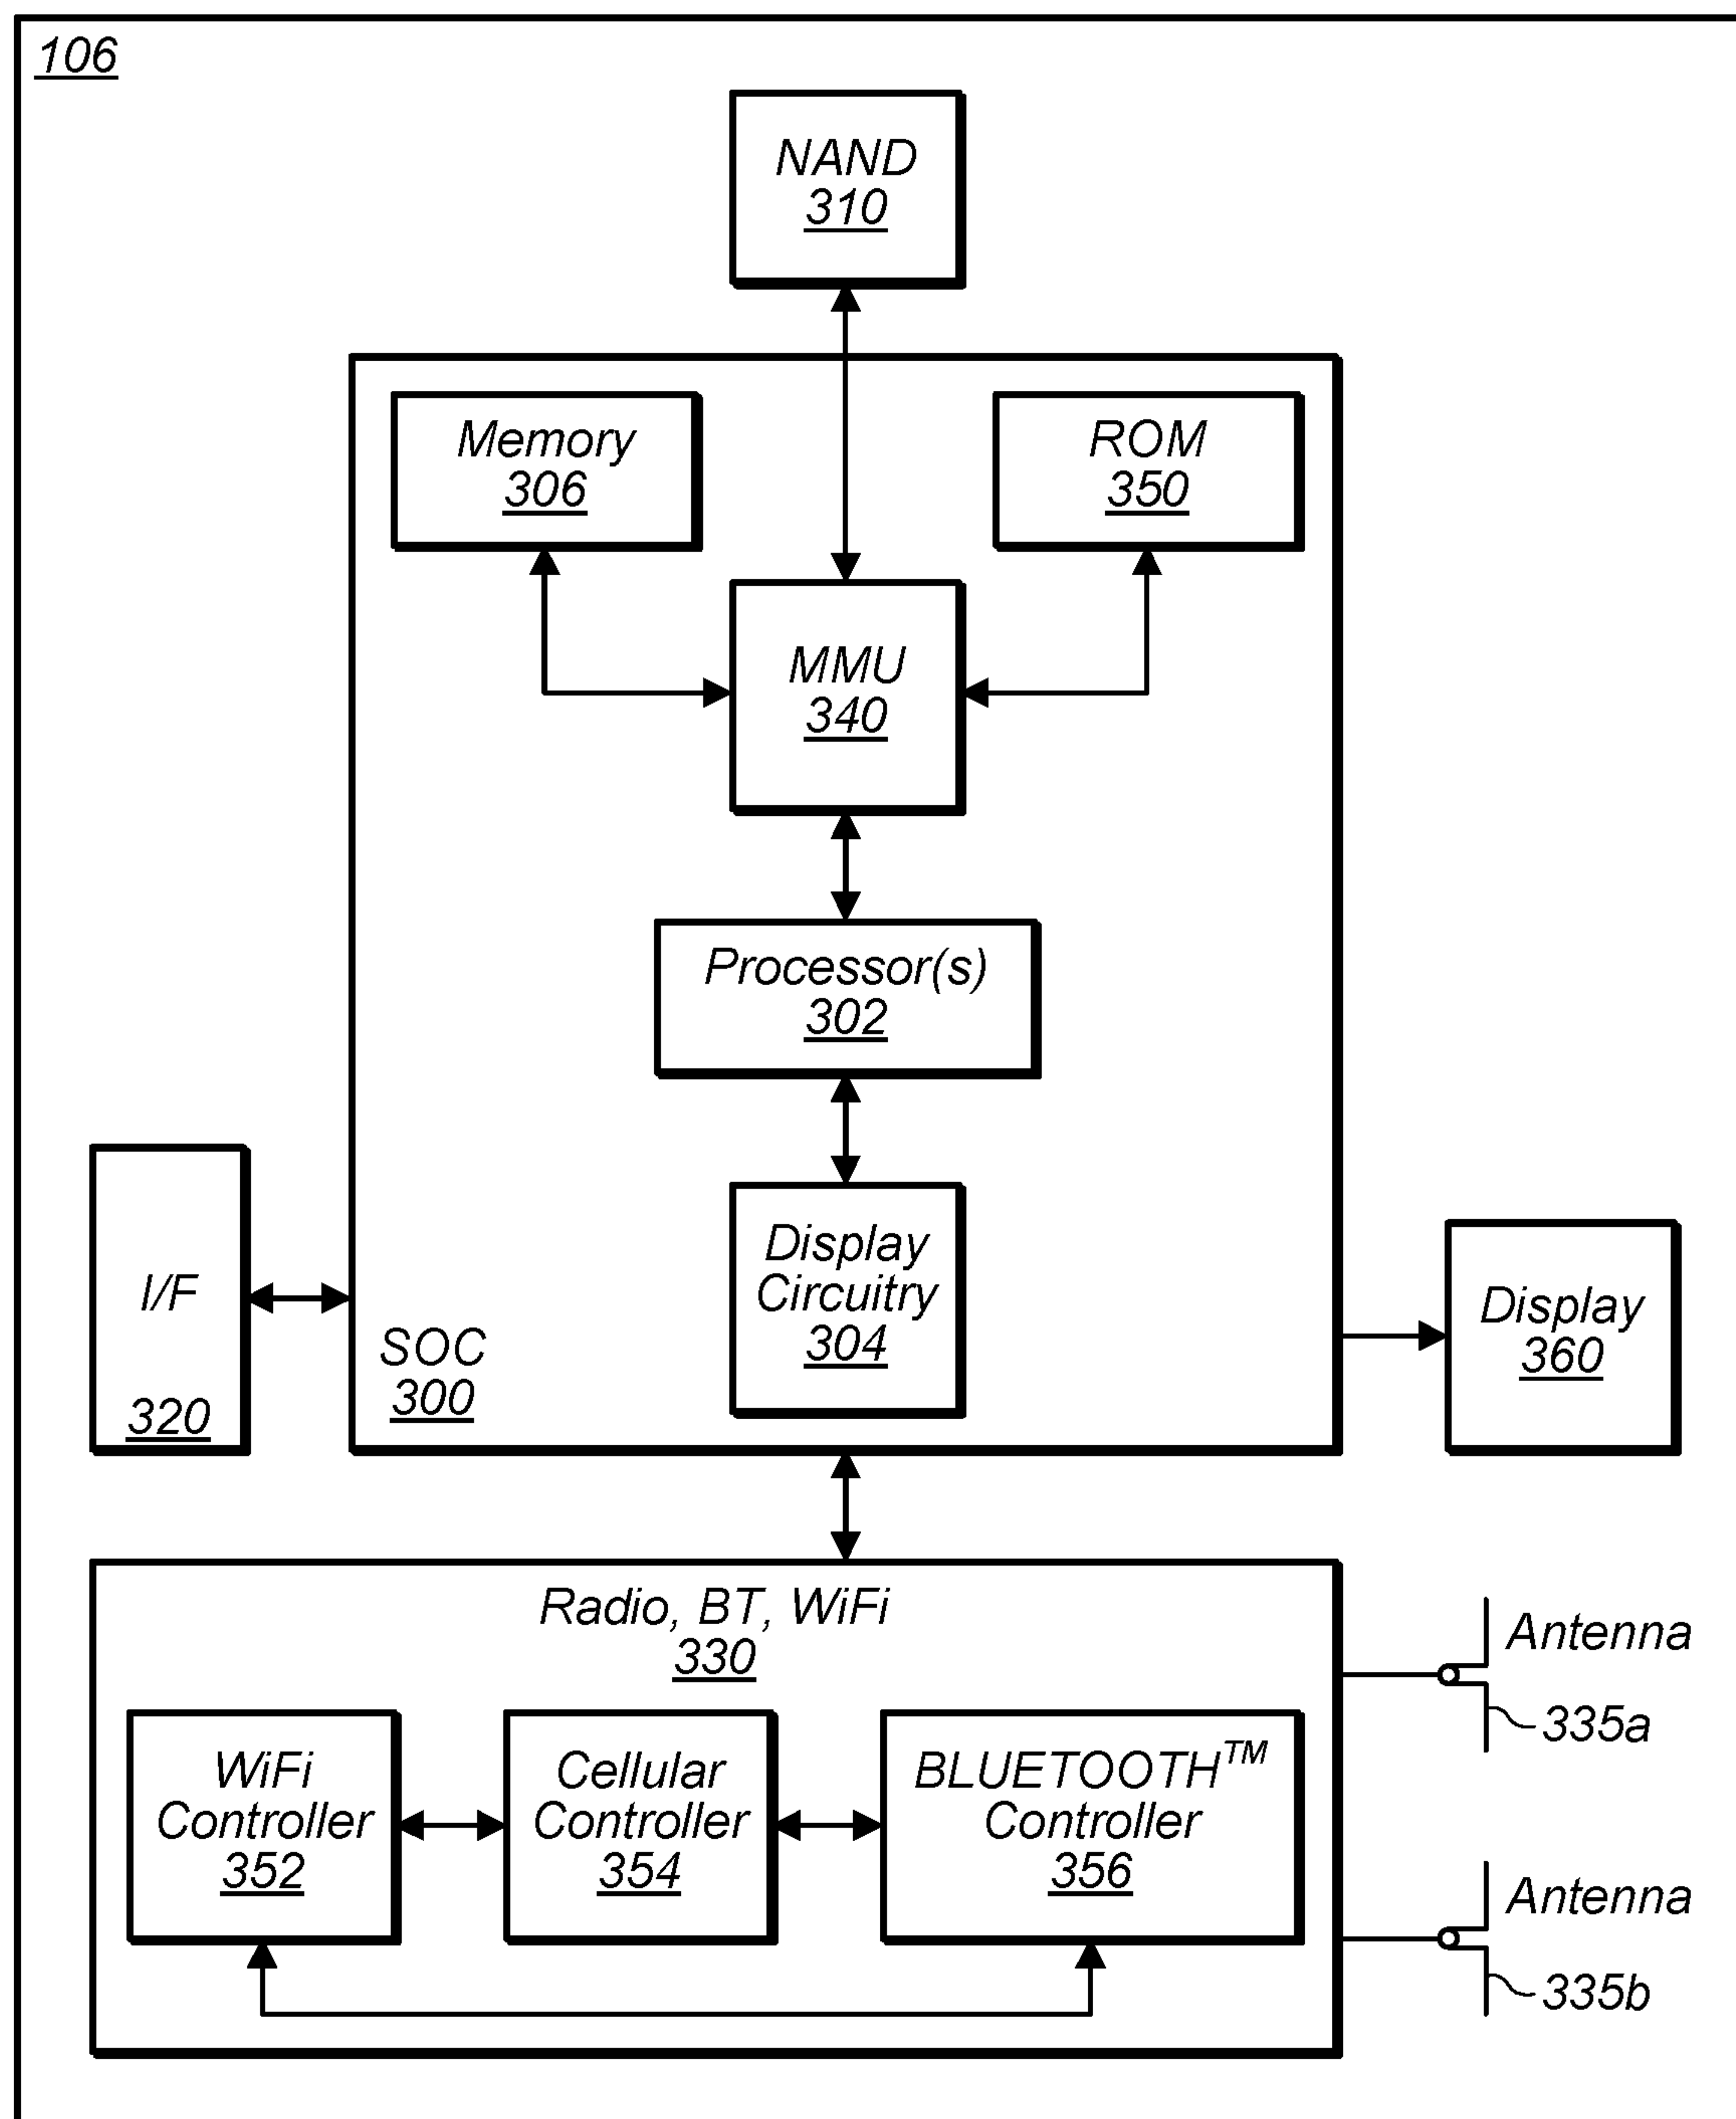 106
NAND
310
Memory
306
ROM
350
MMU
340
Processor(s)
302
Display
Circuitry
304
I/F
320
SOC
300
Display
360
Radio, BT, WiFi
330
WiFi
Controller
352
Cellular
Controller
354
BLUETOOTH™
Controller
356
Antenna
335a
Antenna
335b